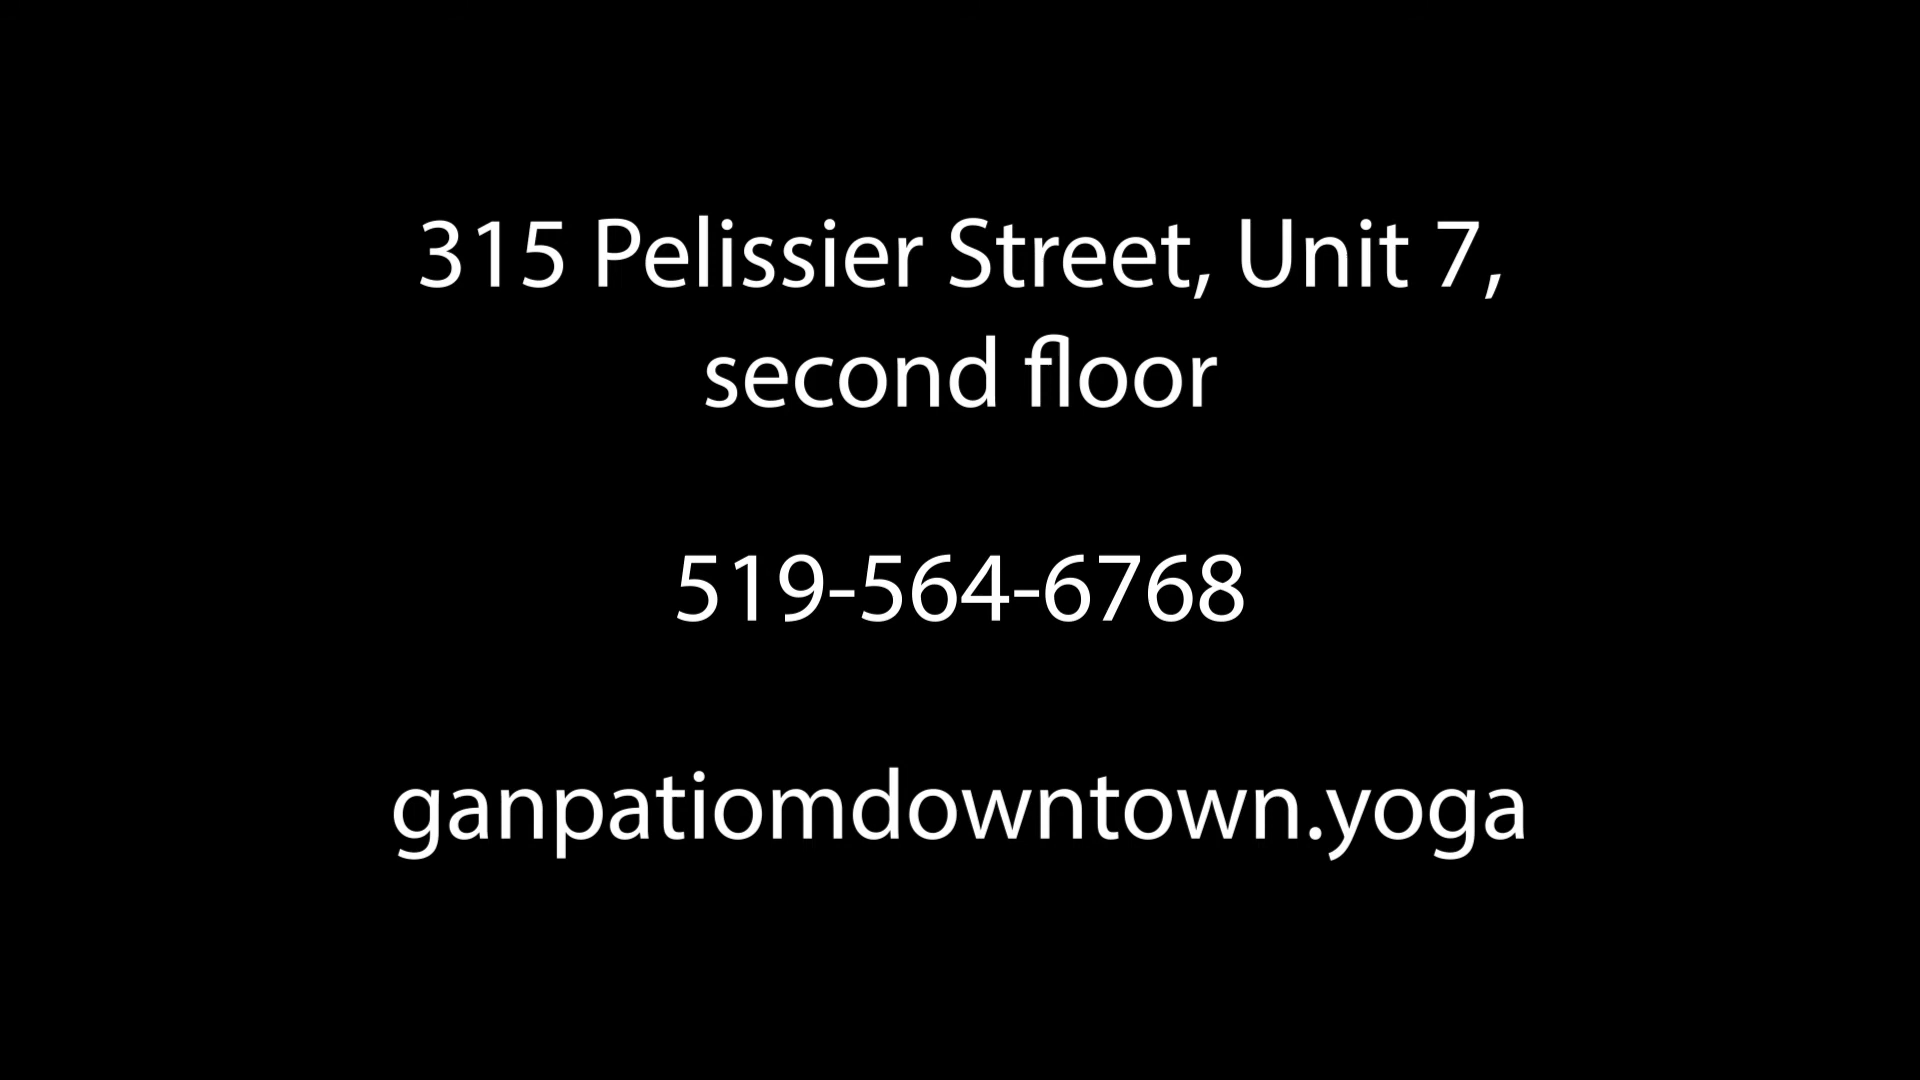 315 Pelissier Street, Unit 7,
second floor
519-564-6768
ganpatiomdowntown.yoga